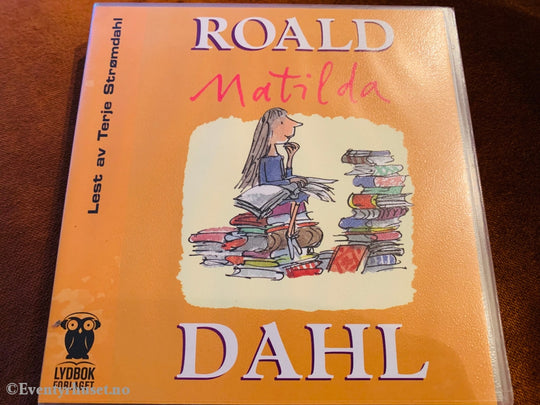 ROALD
Matilda
DAHL
Lest av Terje Strømdahl
LYDBOK
FORLAGET
© Eventyrhuset.no